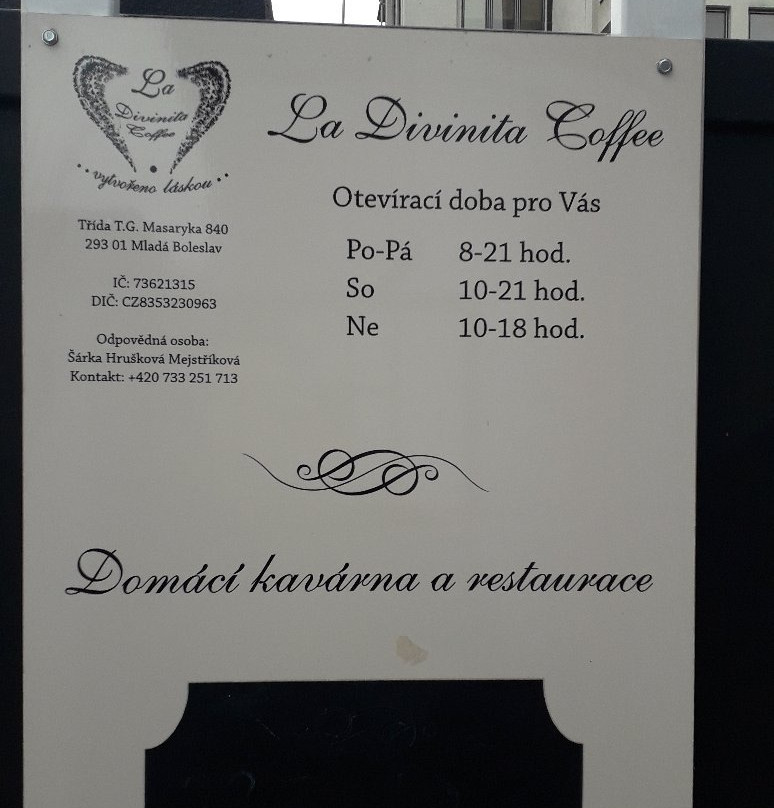 La
Divinita
Coffee
..vytvořeno láskou..
Třída T.G. Masaryka 840
293 01 Mladá Boleslav
IČ: 73621315
DIČ: CZ8353230963
Odpovědná osoba:
Šárka Hrušková Mejstříková
Kontakt: +420 733 251 713
La Divinita Coffee
Otevírací doba pro Vás
Po-Pá 8-21 hod.
So 10-21 hod.
Ne 10-18 hod.
Domácí kavárna a restaurace